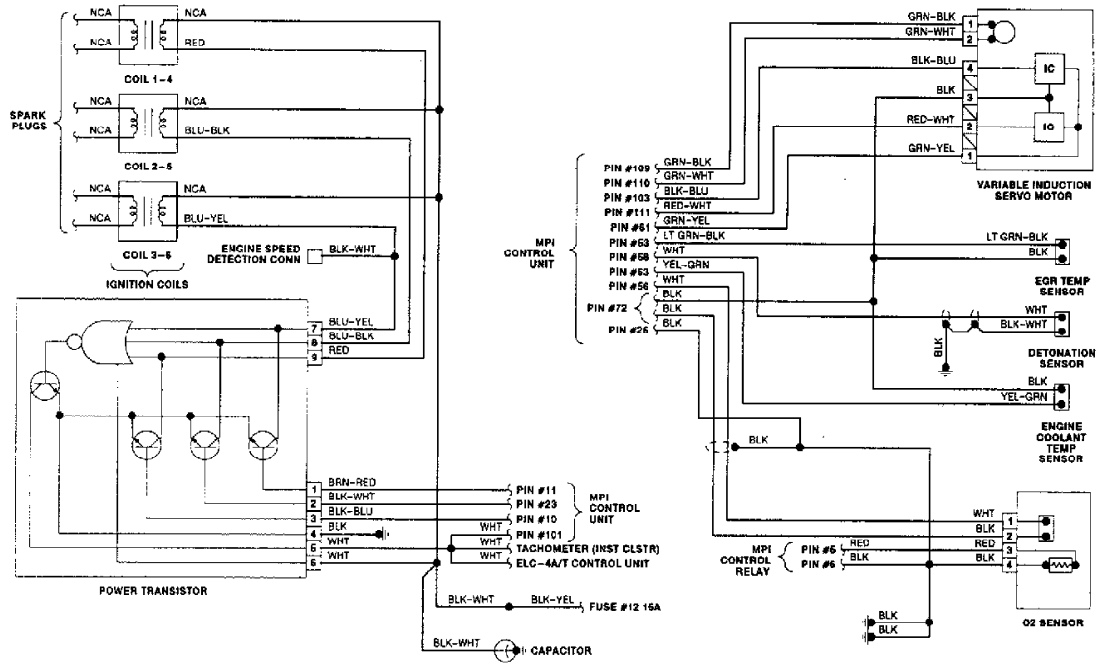 NCA
NCA
NCA
RED
COIL 1-4
SPARK
PLUGS
NCA
NCA
NCA
BLU-BLK
COIL 2-5
NCA
NCA
NCA
BLU-YEL
COIL 3-6
IGNITION COILS
ENGINE SPEED
DETECTION CONN
BLK-WHT
7 BLU-YEL
8 BLU-BLK
9 RED
1 BRN-RED
2 BLK-WHT
3 BLK-BLU
4 BLK
5 WHT
6 WHT
POWER TRANSISTOR
PIN #11
PIN #23
PIN #10
WHT PIN #101
MPI
CONTROL
UNIT
WHT TACHOMETER (INST CLSTR)
WHT ELC-4A/T CONTROL UNIT
BLK-WHT BLK-YEL FUSE #12 15A
BLK-WHT CAPACITOR
MPI
CONTROL
UNIT
PIN #109 GRN-BLK
PIN #110 GRN-WHT
PIN #103 BLK-BLU
PIN #111 RED-WHT
PIN #61 GRN-YEL
PIN #53 LT GRN-BLK
PIN #58 WHT
PIN #63 YEL-GRN
PIN #56 WHT
PIN #72 BLK
BLK
PIN #25 BLK
GRN-BLK 1
GRN-WHT 2
BLK-BLU 4
BLK 3
RED-WHT 2
GRN-YEL 1
IC
IC
VARIABLE INDUCTION
SERVO MOTOR
LT GRN-BLK
BLK
EGR TEMP
SENSOR
WHT
BLK-WHT
BLK
DETONATION
SENSOR
BLK
YEL-GRN
ENGINE
COOLANT
TEMP
SENSOR
BLK
WHT 1
BLK 2
RED 3
BLK 4
O2 SENSOR
MPI
CONTROL
RELAY
PIN #5 RED
PIN #6 BLK
BLK
BLK